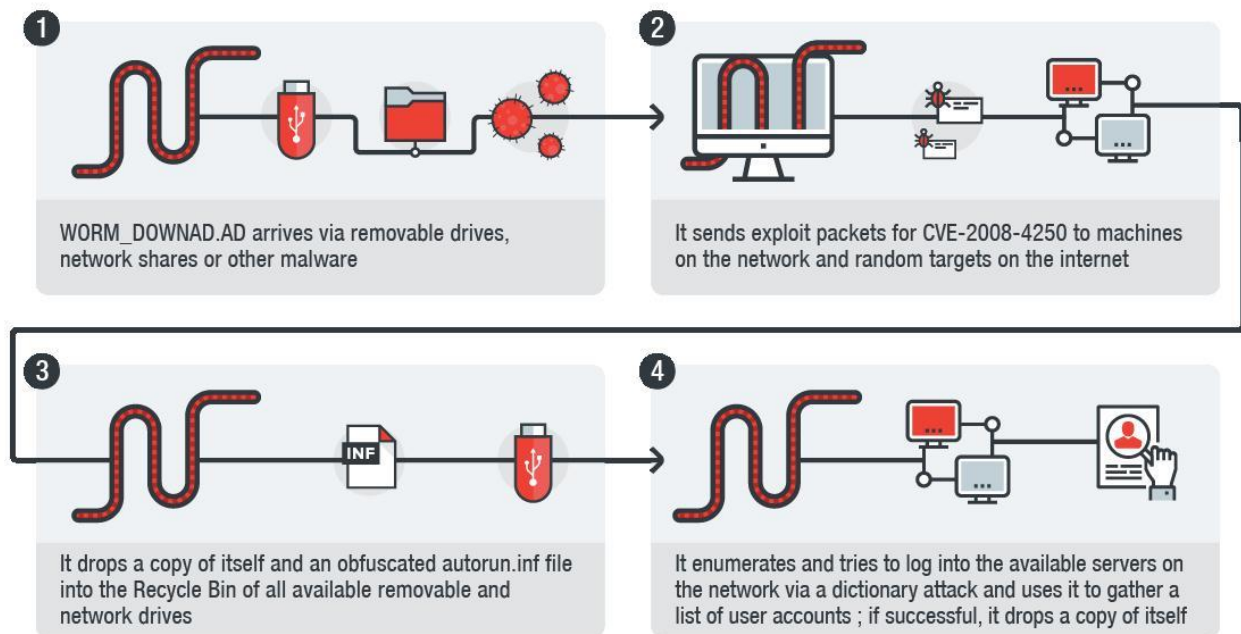 1
WORM_DOWNAD.AD arrives via removable drives,
network shares or other malware
2
It sends exploit packets for CVE-2008-4250 to machines
on the network and random targets on the internet
3
INF
It drops a copy of itself and an obfuscated autorun.inf file
into the Recycle Bin of all available removable and
network drives
4
It enumerates and tries to log into the available servers on
the network via a dictionary attack and uses it to gather a
list of user accounts ; if successful, it drops a copy of itself